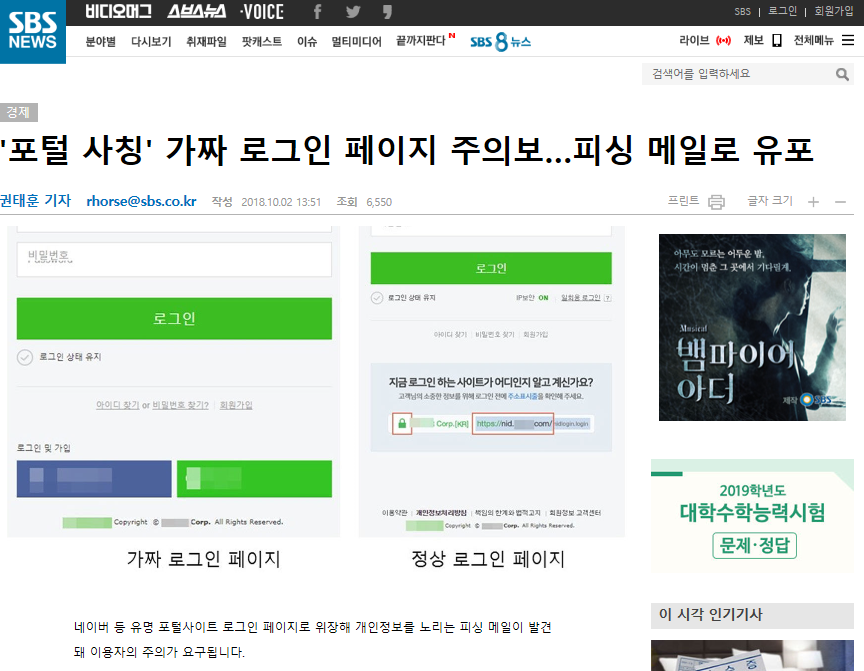 SBS
NEWS
비디오머그 스브스뉴스 ·VOICE
SBS | 로그인 | 회원가입
분야별 다시보기 취재파일 팟캐스트 이슈 멀티미디어 끝까지판다 N SBS 8 뉴스
라이브 제보 전체메뉴
검색어를 입력하세요
경제
'포털 사칭' 가짜 로그인 페이지 주의보...피싱 메일로 유포
권태훈 기자 rhorse@sbs.co.kr 작성 2018.10.02 13:51 조회 6,550
프린트 글자 크기 + −
비밀번호
로그인
로그인 상태 유지
아이디 찾기 or 비밀번호 찾기? | 회원가입
로그인 및 가입
Copyright © Corp. All Rights Reserved.
가짜 로그인 페이지
로그인
로그인 상태 유지 IP보안 ON 일회용 로그인 ?
아이디 찾기 | 비밀번호 찾기 | 회원가입
지금 로그인 하는 사이트가 어디인지 알고 계신가요?
고객님의 소중한 정보를 위해 로그인 전에 주소표시줄을 확인해 주세요.
Corp.[KR] https://nid. com/nidlogin.login
이용약관 | 개인정보처리방침 | 책임의 한계와 법적고지 | 회원정보 고객센터
Copyright © Corp. All Rights Reserved.
정상 로그인 페이지
네이버 등 유명 포털사이트 로그인 페이지로 위장해 개인정보를 노리는 피싱 메일이 발견
돼 이용자의 주의가 요구됩니다.
아무도 모르는 어두운 밤,
시간이 멈춘 그 곳에서 기다릴게.
Musical
뱀파이어
아더
제작 SBS
2019학년도
대학수학능력시험
문제·정답
이 시각 인기기사